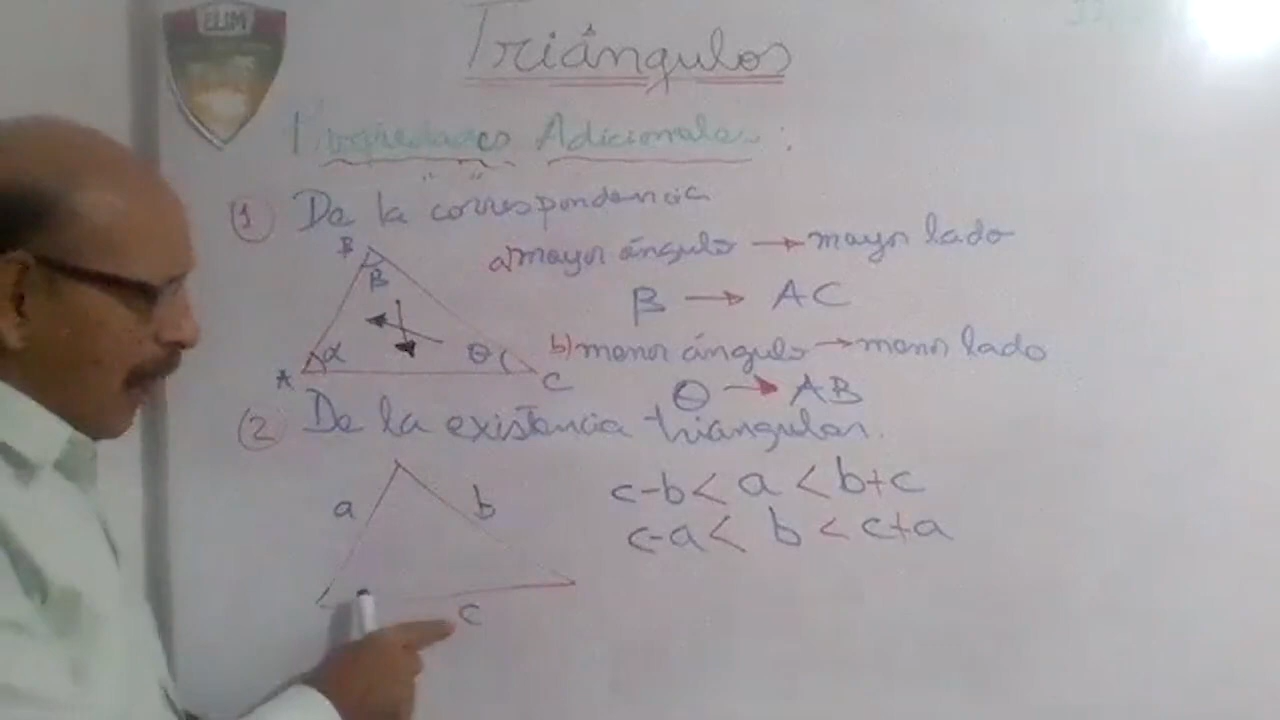 ELIM
Triángulos
Propiedades Adicionales:
1 De la correspondencia
B
β
α
θ
A
C
a) mayor ángulo → mayor lado
β → AC
b) menor ángulo → menor lado
θ → AB
2 De la existencia triangular.
a
b
c
c-b < a < b+c
c-a < b < c+a